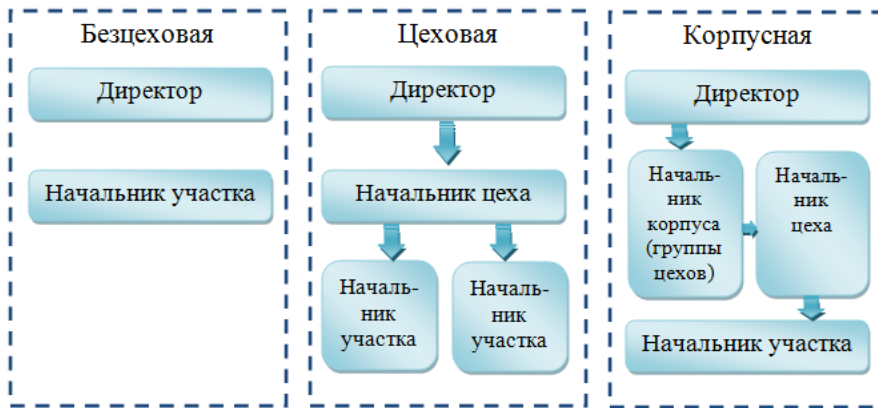 Безцеховая
Директор
Начальник участка
Цеховая
Директор
Начальник цеха
Началь-
ник
участка
Началь-
ник
участка
Корпусная
Директор
Началь-
ник
корпуса
(группы
цехов)
Началь-
ник
цеха
Начальник участка